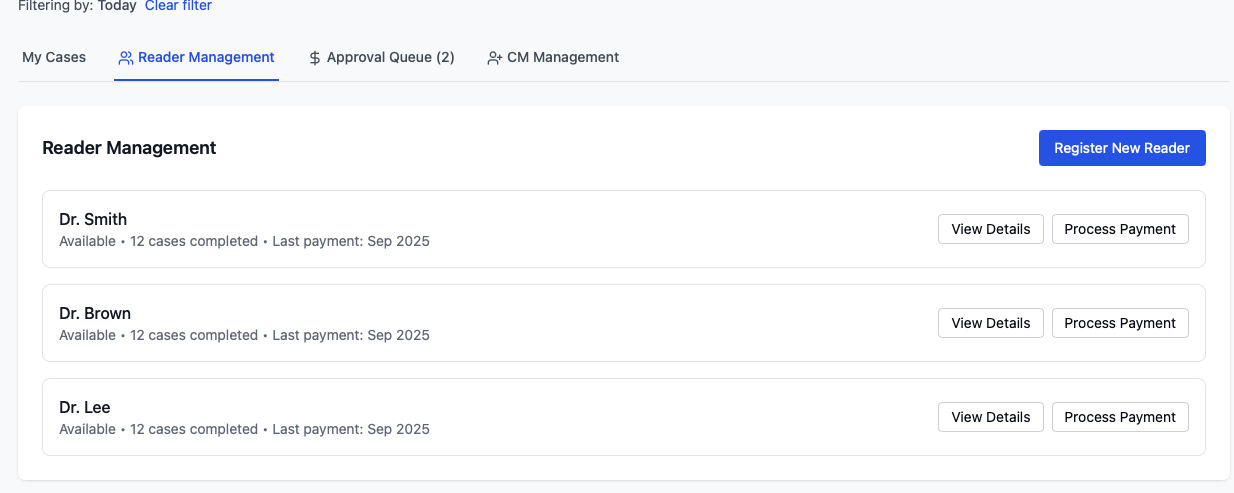 Filtering by: Today Clear filter
My Cases Reader Management Approval Queue (2) CM Management
Reader Management Register New Reader
Dr. Smith
Available • 12 cases completed • Last payment: Sep 2025 View Details Process Payment
Dr. Brown
Available • 12 cases completed • Last payment: Sep 2025 View Details Process Payment
Dr. Lee
Available • 12 cases completed • Last payment: Sep 2025 View Details Process Payment